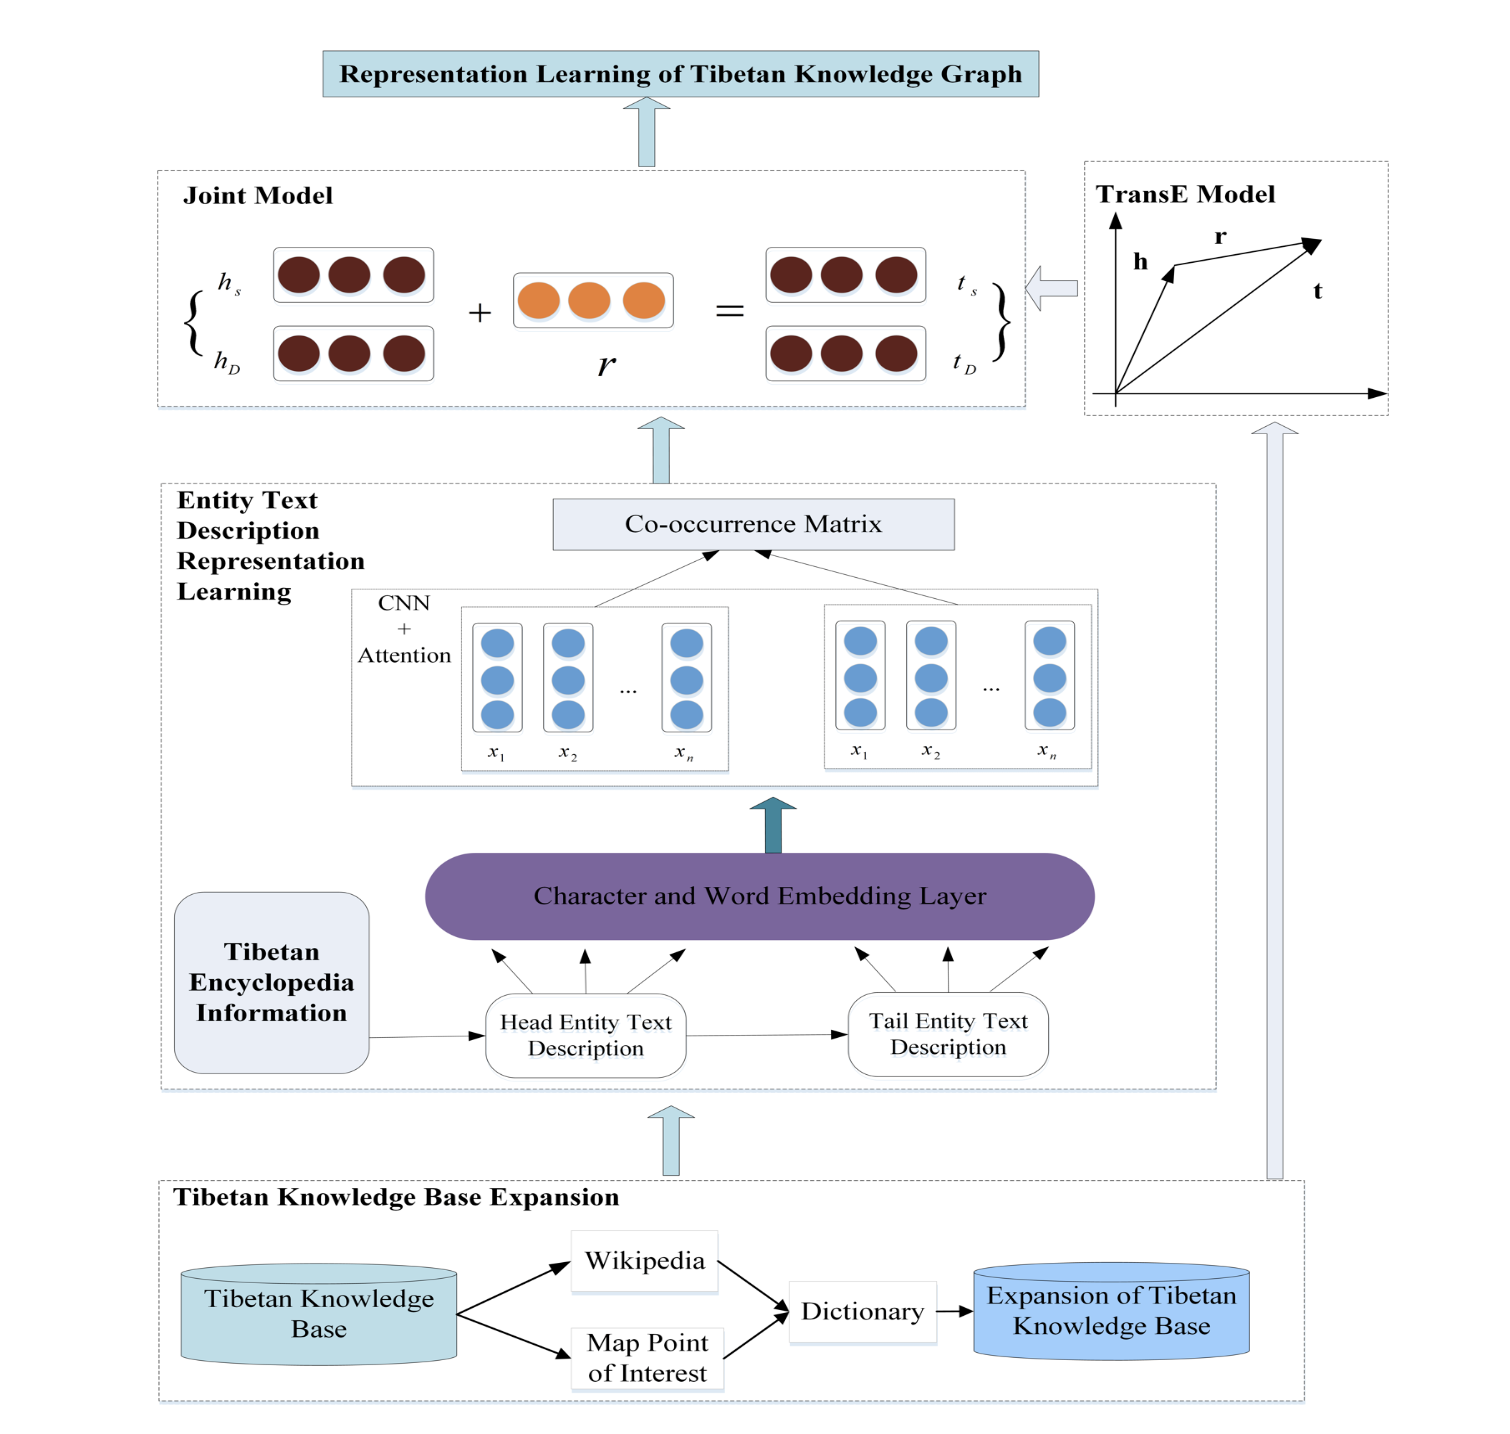 Representation Learning of Tibetan Knowledge Graph
Joint Model
h_s
h_D
{
+
r
=
t_s
t_D
}
TransE Model
r
h
t
Entity Text
Description
Representation
Learning
Co-occurrence Matrix
CNN
+
Attention
...
x_1
x_2
x_n
...
x_1
x_2
x_n
Character and Word Embedding Layer
Tibetan
Encyclopedia
Information
Head Entity Text
Description
Tail Entity Text
Description
Tibetan Knowledge Base Expansion
Tibetan Knowledge
Base
Wikipedia
Map Point
of Interest
Dictionary
Expansion of Tibetan
Knowledge Base